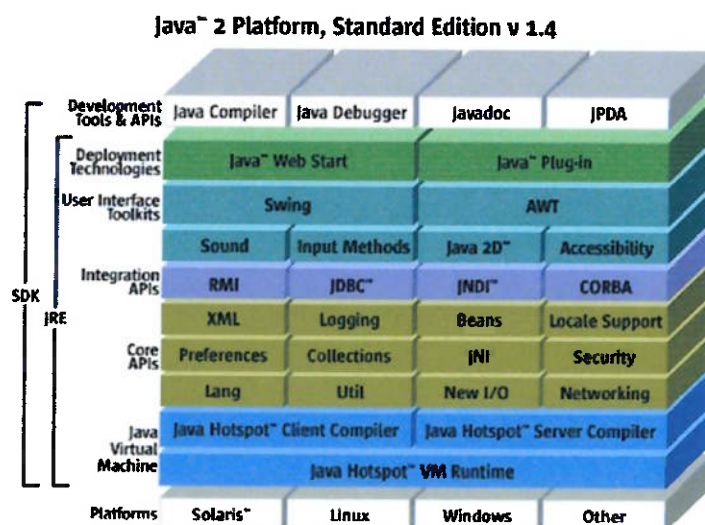 Java™ 2 Platform, Standard Edition v 1.4
Development Tools & APIs
Java Compiler
Java Debugger
Javadoc
JPDA
Deployment Technologies
Java™ Web Start
Java™ Plug-in
User Interface Toolkits
Swing
AWT
Sound
Input Methods
Java 2D™
Accessibility
Integration APIs
RMI
JDBC™
JNDI™
CORBA
SDK
JRE
XML
Logging
Beans
Locale Support
Core APIs
Preferences
Collections
JNI
Security
Lang
Util
New I/O
Networking
Java Virtual Machine
Java Hotspot™ Client Compiler
Java Hotspot™ Server Compiler
Java Hotspot™ VM Runtime
Platforms
Solaris™
Linux
Windows
Other